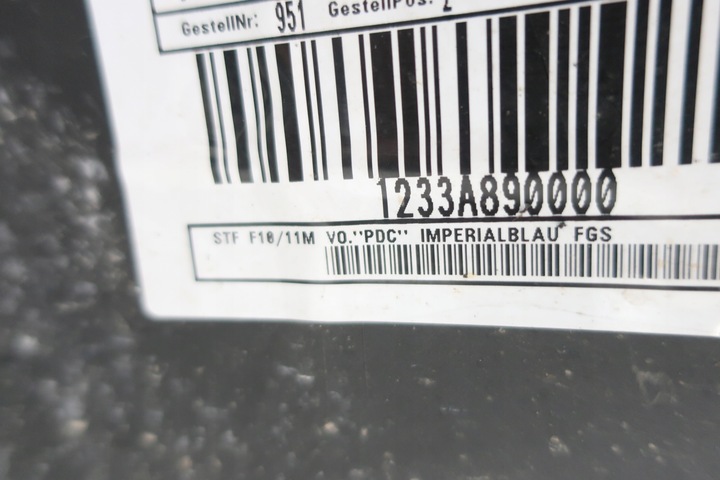 GestellNr: 951 GestellPos: 2
1233A890000
STF F10/11M VO."PDC" IMPERIALBLAU FGS